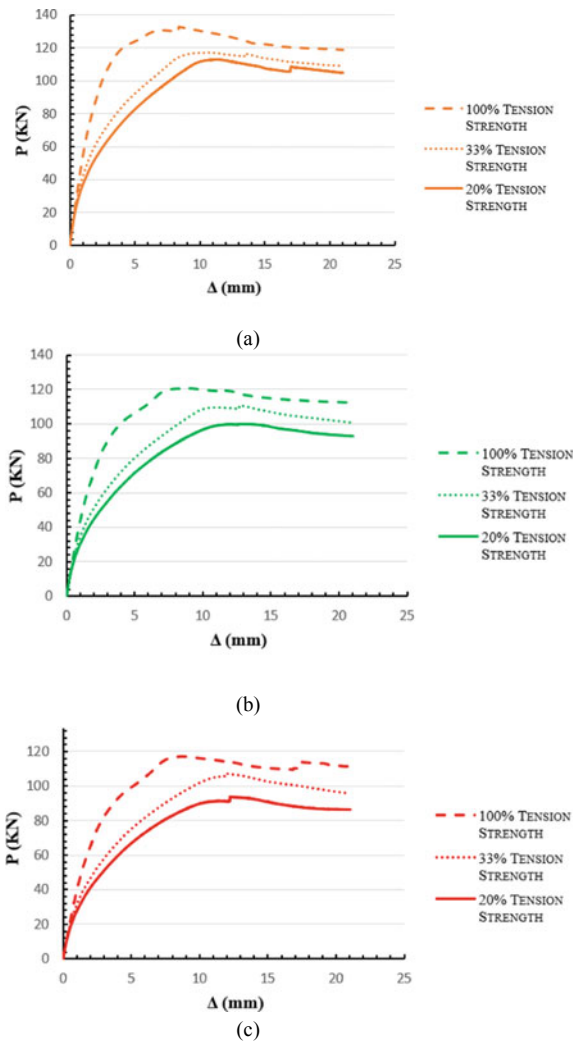 140
120
100
80
60
40
20
0
P (KN)
0 5 10 15 20 25
Δ (mm)
100% TENSION
STRENGTH
33% TENSION
STRENGTH
20% TENSION
STRENGTH
(a)
140
120
100
80
60
40
20
0
P (KN)
0 5 10 15 20 25
Δ (mm)
100% TENSION
STRENGTH
33% TENSION
STRENGTH
20% TENSION
STRENGTH
(b)
120
100
80
60
40
20
0
P (KN)
0 5 10 15 20 25
Δ (mm)
100% TENSION
STRENGTH
33% TENSION
STRENGTH
20% TENSION
STRENGTH
(c)